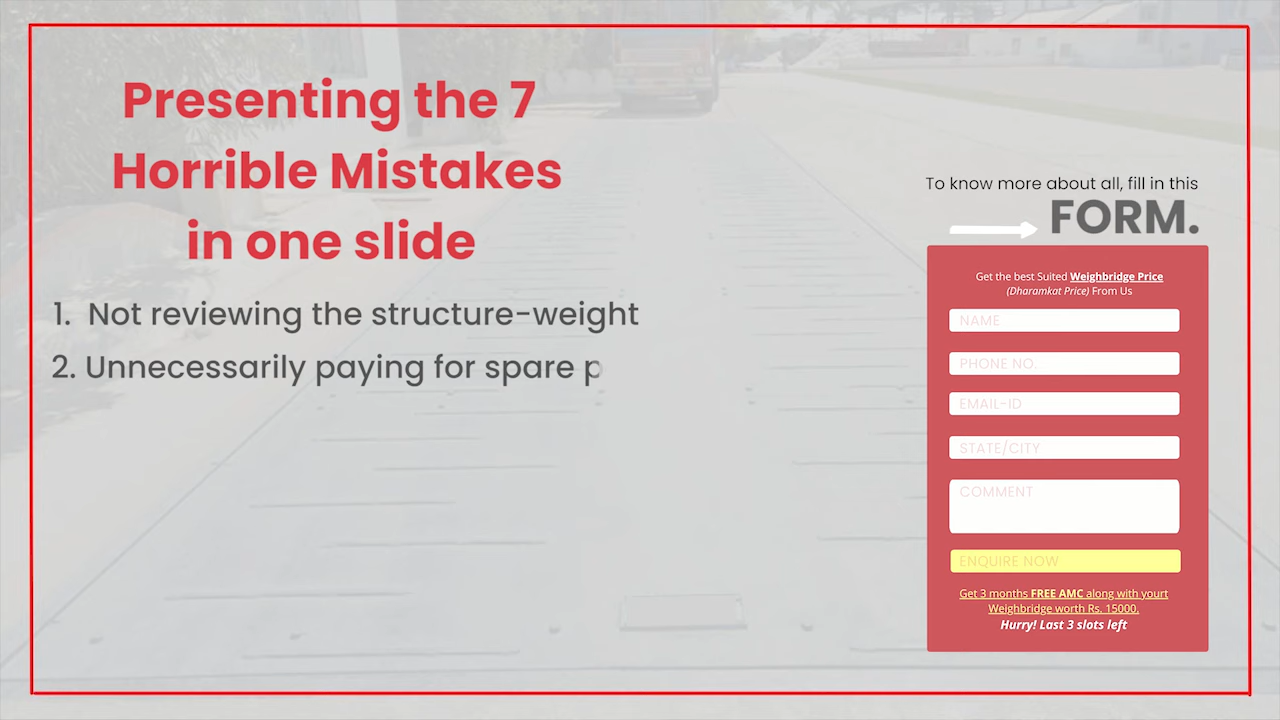 Presenting the 7
Horrible Mistakes
in one slide
1. Not reviewing the structure-weight
2. Unnecessarily paying for spare p
To know more about all, fill in this
FORM.
Get the best Suited Weighbridge Price
(Dharamkat Price) From Us
NAME
PHONE NO.
EMAIL-ID
STATE/CITY
COMMENT
ENQUIRE NOW
Get 3 months FREE AMC along with yourt
Weighbridge worth Rs. 15000.
Hurry! Last 3 slots left